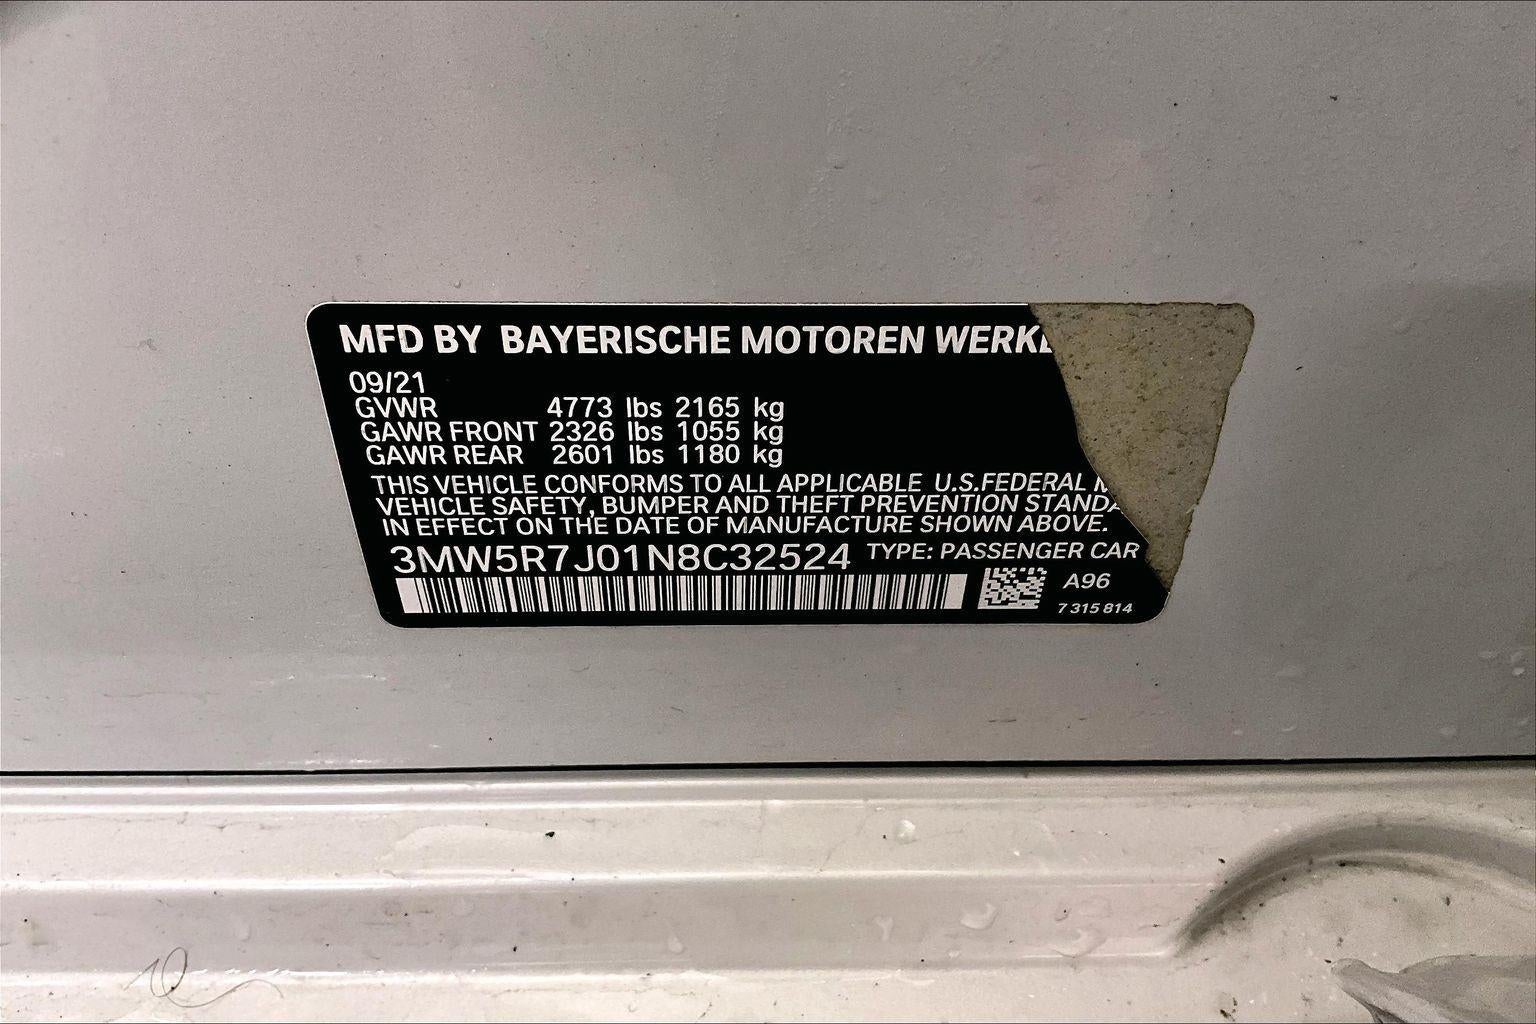 MFD BY BAYERISCHE MOTOREN
09/21
GVWR 4773 lbs 2165 kg
GAWR FRONT 2326 lbs 1055 kg
GAWR REAR 2601 lbs 1180 kg
THIS VEHICLE CONFORMS TO ALL APPLICABLE U.S.FEDERAL
VEHICLE SAFETY, BUMPER AND THEFT PREVENTION
IN EFFECT ON THE DATE OF MANUFACTURE SHOWN ABOVE.
3MW5R7J01N8C32524 TYPE: PASSENGER CAR
A96
7 315 814